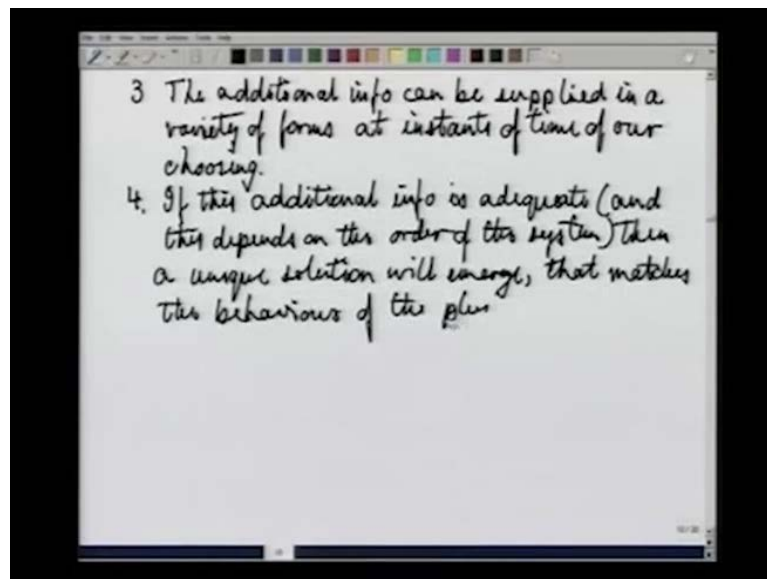 3 The additional info can be supplied in a
variety of forms at instants of time of our
choosing.
4. If this additional info is adequate (and
this depends on the order of the system) then
a unique solution will emerge, that matches
the behaviour of the